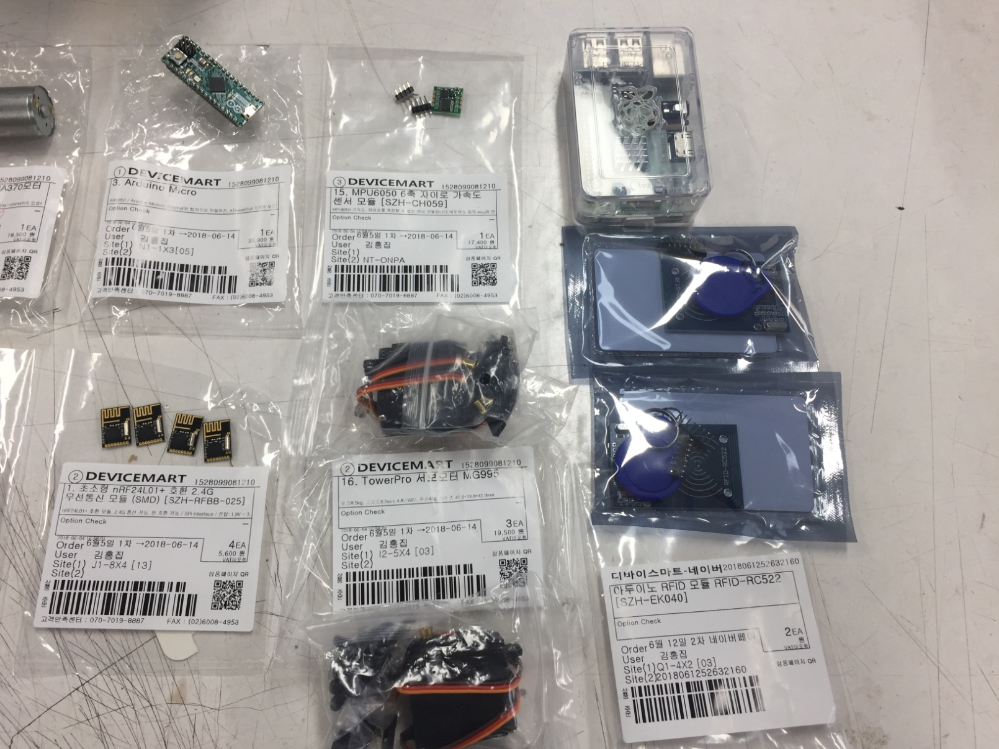 528099081210
A370모터
1EA
18,500 원
VAT미포함
상품페이지 QR
08-4953
① DEVICEMART 1528099081210
3. Arduino Micro
Option Check
Order 6월5일 1차 →2018-06-14
User 김홍집
Site(1) N1-1X3[05]
Site(2)
1EA
35,900 원
VAT미포함
상품페이지 QR
고객만족센터 : 070-7019-8887 FAX : (02)6008-4953
③ DEVICEMART 1528099081210
15. MPU6050 6축 자이로 가속도
센서 모듈 [SZH-CH059]
Option Check
Order 6월5일 1차 →2018-06-14
User 김홍집
Site(1)
Site(2) NT-ONPA
1EA
17,400 원
VAT미포함
상품페이지 QR
고객만족센터 : 070-7019-8887 FAX : (02)6008-4953
② DEVICEMART 1528099081210
1. 초소형 nRF24L01+ 호환 2.4G
무선통신 모듈 (SMD) [SZH-RFBB-025]
nRF24L01+ 호환 모듈, 2.4G 통신 가능, 핀 호환 가능 / SPI interface / 전압: 1.9V~3
Option Check
Order 6월5일 1차 →2018-06-14
User 김홍집
Site(1) J1-8X4 [13]
Site(2)
4EA
5,600 원
VAT미포함
상품페이지 QR
고객만족센터 : 070-7019-8887 FAX : (02)6008-4953
② DEVICEMART 1528099081210
16. TowerPro 서보모터 MG995
Option Check
Order 6월5일 1차 →2018-06-14
User 김홍집
Site(1) I2-5X4 [03]
Site(2)
3EA
19,500 원
VAT미포함
상품페이지 QR
RFID-RC522
디바이스마트-네이버2018061252632160
아두이노 RFID 모듈 RFID-RC522
[SZH-EK040]
Option Check
Order 6월 12일 2차 네이버페이
User 김홍집
Site(1)Q1-4X2 [03]
Site(2)2018061252632160
2EA
원
VAT미포함
상품페이지 QR